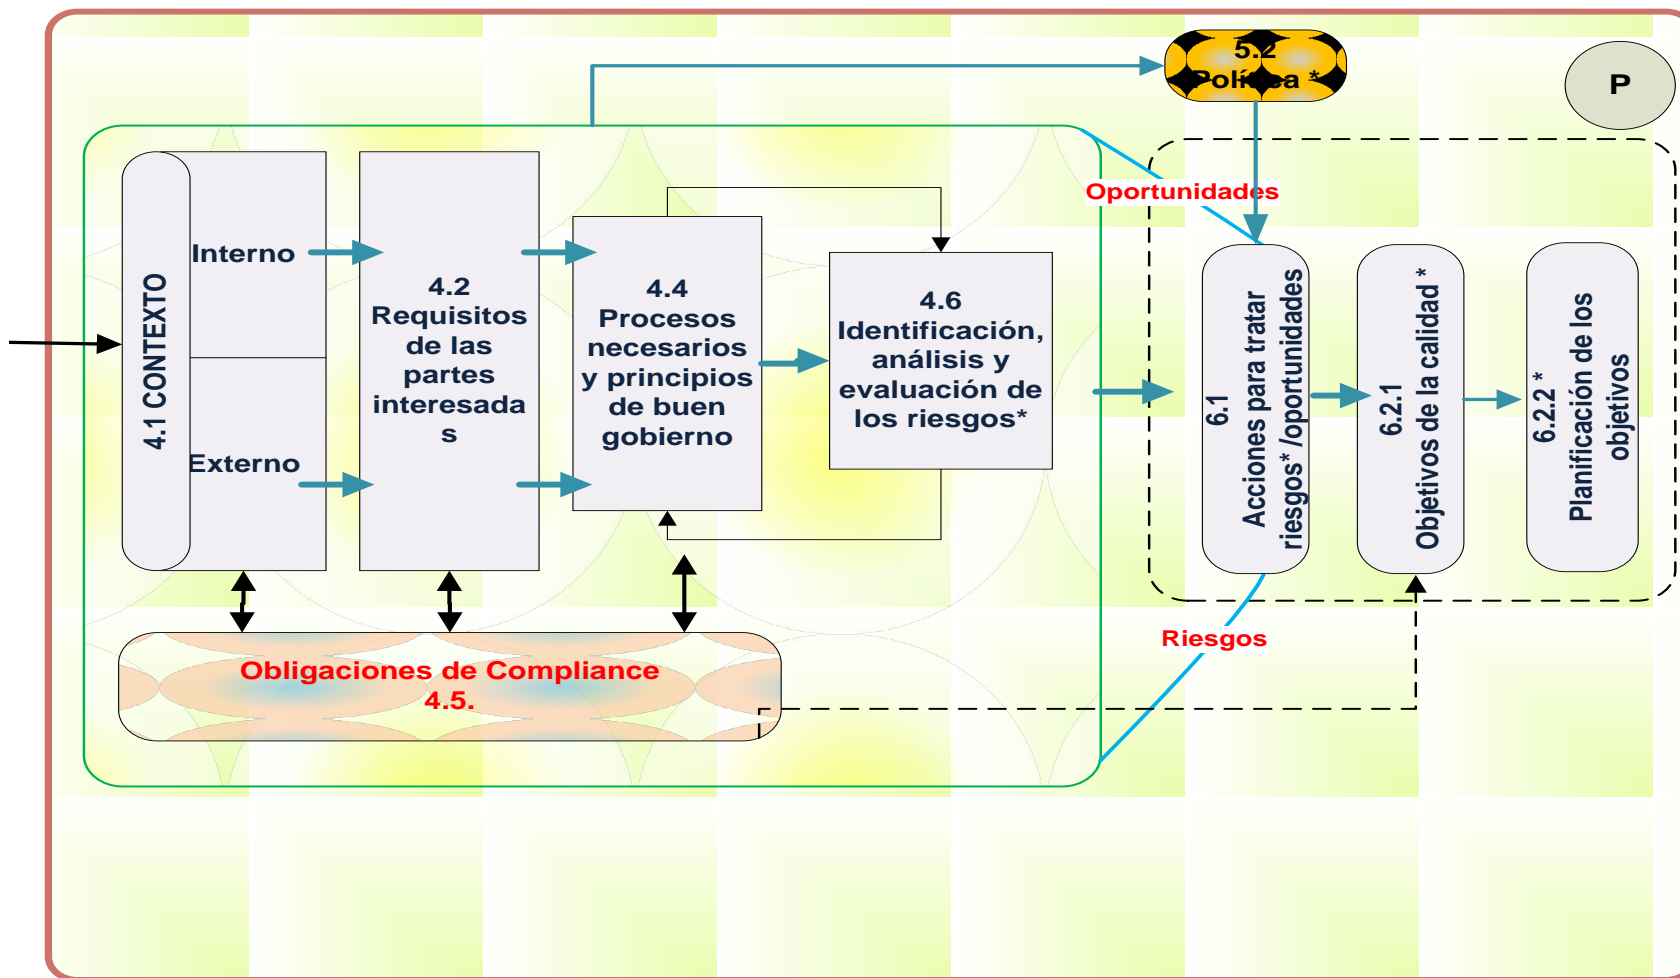 5.2
Política *
P
Oportunidades
4.1 CONTEXTO
Interno
Externo
4.2
Requisitos
de las
partes
interesada
s
4.4
Procesos
necesarios
y principios
de buen
gobierno
4.6
Identificación,
análisis y
evaluación de
los riesgos*
6.1
Acciones para tratar
riesgos* /oportunidades
6.2.1
Objetivos de la calidad *
6.2.2 *
Planificación de los
objetivos
Riesgos
Obligaciones de Compliance
4.5.